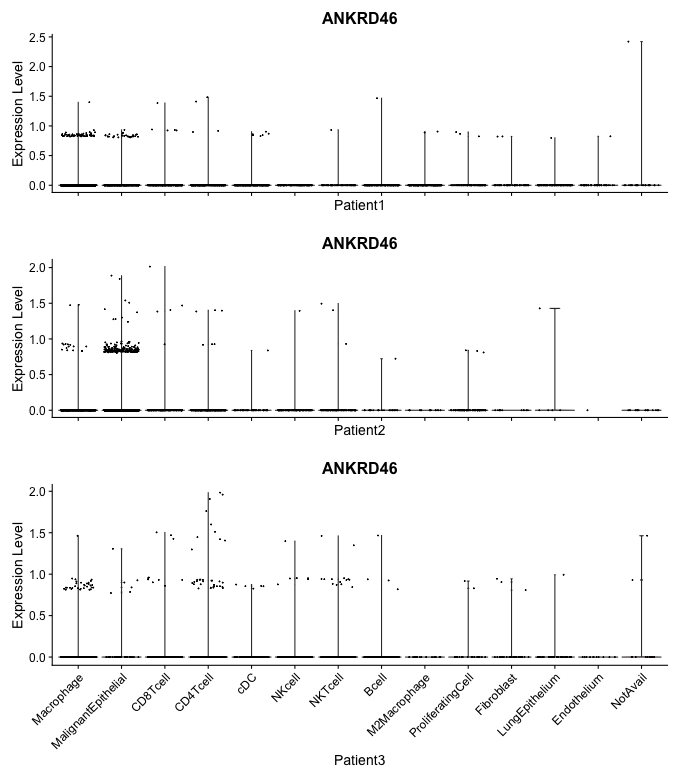 ANKRD46
Expression Level
2.5
2.0
1.5
1.0
0.5
0.0
Patient1
ANKRD46
Expression Level
2.0
1.5
1.0
0.5
0.0
Patient2
ANKRD46
Expression Level
2.0
1.5
1.0
0.5
0.0
Macrophage
MalignantEpithelial
CD8Tcell
CD4Tcell
cDC
NKcell
NKTcell
Bcell
M2Macrophage
ProliferatingCell
Fibroblast
LungEpithelium
Endothelium
NotAvail
Patient3